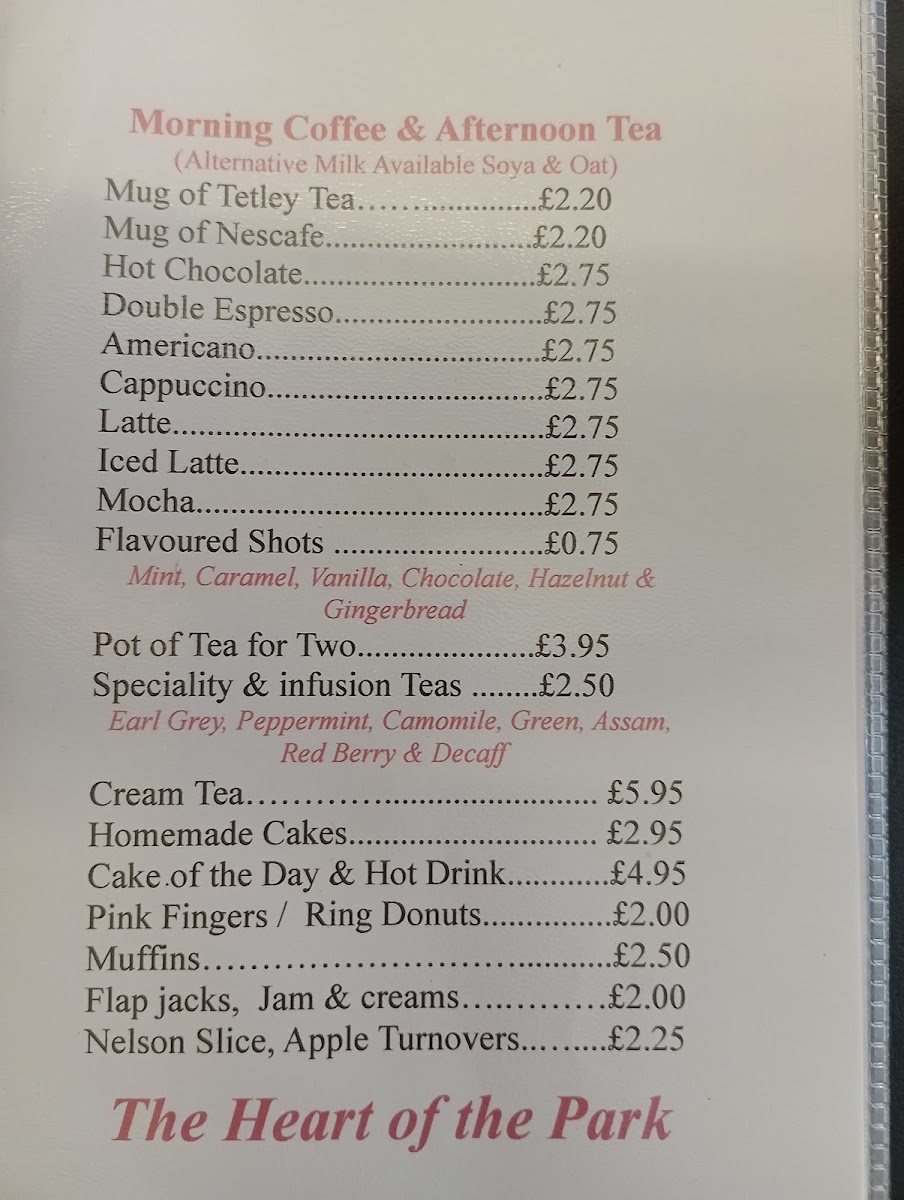 Morning Coffee & Afternoon Tea
(Alternative Milk Available Soya & Oat)
Mug of Tetley Tea.......................£2.20
Mug of Nescafe.........................£2.20
Hot Chocolate............................£2.75
Double Espresso.........................£2.75
Americano..................................£2.75
Cappuccino.................................£2.75
Latte.............................................£2.75
Iced Latte.....................................£2.75
Mocha..........................................£2.75
Flavoured Shots .........................£0.75
Mint, Caramel, Vanilla, Chocolate, Hazelnut &
Gingerbread
Pot of Tea for Two.....................£3.95
Speciality & infusion Teas ........£2.50
Earl Grey, Peppermint, Camomile, Green, Assam,
Red Berry & Decaff
Cream Tea.......................................... £5.95
Homemade Cakes.............................. £2.95
Cake.of the Day & Hot Drink............£4.95
Pink Fingers / Ring Donuts...............£2.00
Muffins................................................£2.50
Flap jacks, Jam & creams.................£2.00
Nelson Slice, Apple Turnovers..........£2.25
The Heart of the Park